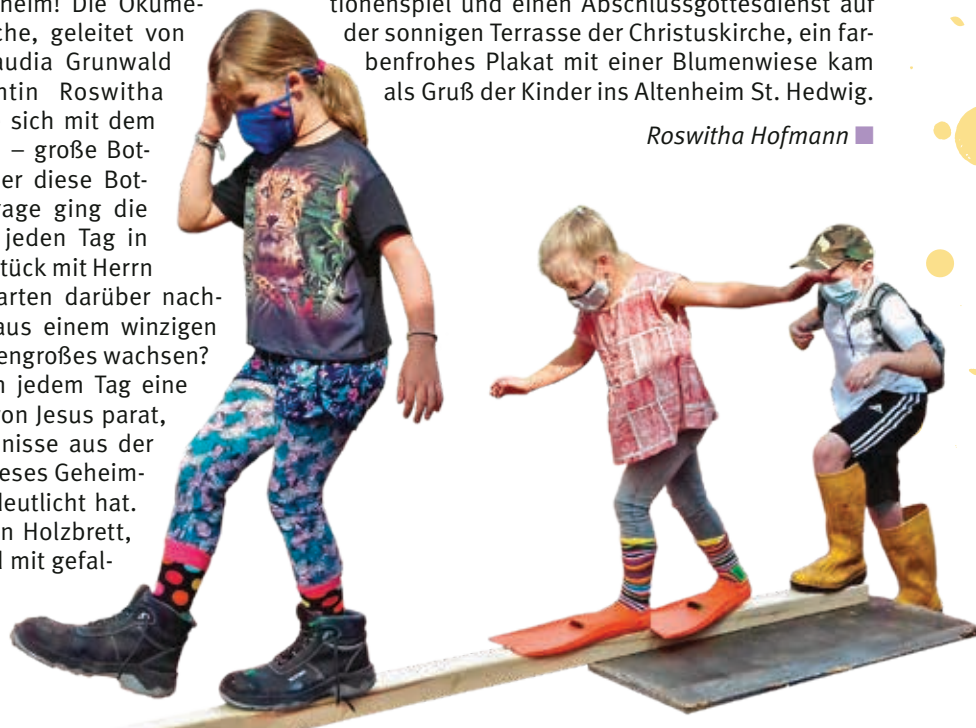 heim! Die Ökume-
che, geleitet von
audia Grunwald
ntin Roswitha
sich mit dem
– große Bot-
er diese Bot-
rage ging die
jeden Tag in
tück mit Herrn
arten darüber nach-
aus einem winzigen
engroßes wachsen?
n jedem Tag eine
von Jesus parat,
nisse aus der
ieses Geheim-
deutlicht hat.
n Holzbrett,
d mit gefal-
tionenspiel und einen Abschlussgottesdienst auf
der sonnigen Terrasse der Christuskirche, ein far-
benfrohes Plakat mit einer Blumenwiese kam
als Gruß der Kinder ins Altenheim St. Hedwig.
Roswitha Hofmann